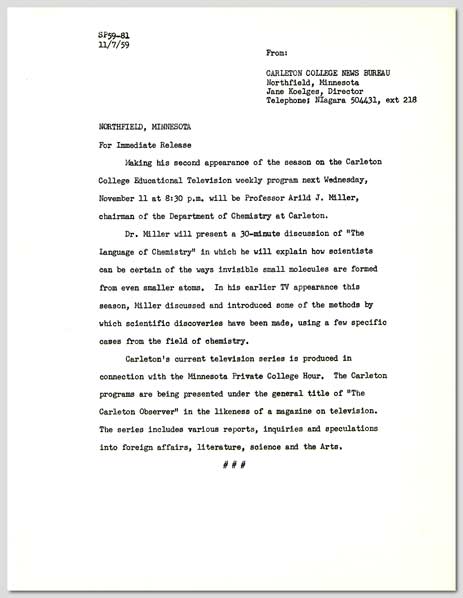 SP59-81
11/7/59
From:
CARLETON COLLEGE NEWS BUREAU
Northfield, Minnesota
Jane Koelges, Director
Telephone: NIagara 504431, ext 218
NORTHFIELD, MINNESOTA
For Immediate Release
Making his second appearance of the season on the Carleton
College Educational Television weekly program next Wednesday,
November 11 at 8:30 p.m. will be Professor Arild J. Miller,
chairman of the Department of Chemistry at Carleton.
Dr. Miller will present a 30-minute discussion of "The
Language of Chemistry" in which he will explain how scientists
can be certain of the ways invisible small molecules are formed
from even smaller atoms. In his earlier TV appearance this
season, Miller discussed and introduced some of the methods by
which scientific discoveries have been made, using a few specific
cases from the field of chemistry.
Carleton's current television series is produced in
connection with the Minnesota Private College Hour. The Carleton
programs are being presented under the general title of "The
Carleton Observer" in the likeness of a magazine on television.
The series includes various reports, inquiries and speculations
into foreign affairs, literature, science and the Arts.
# # #